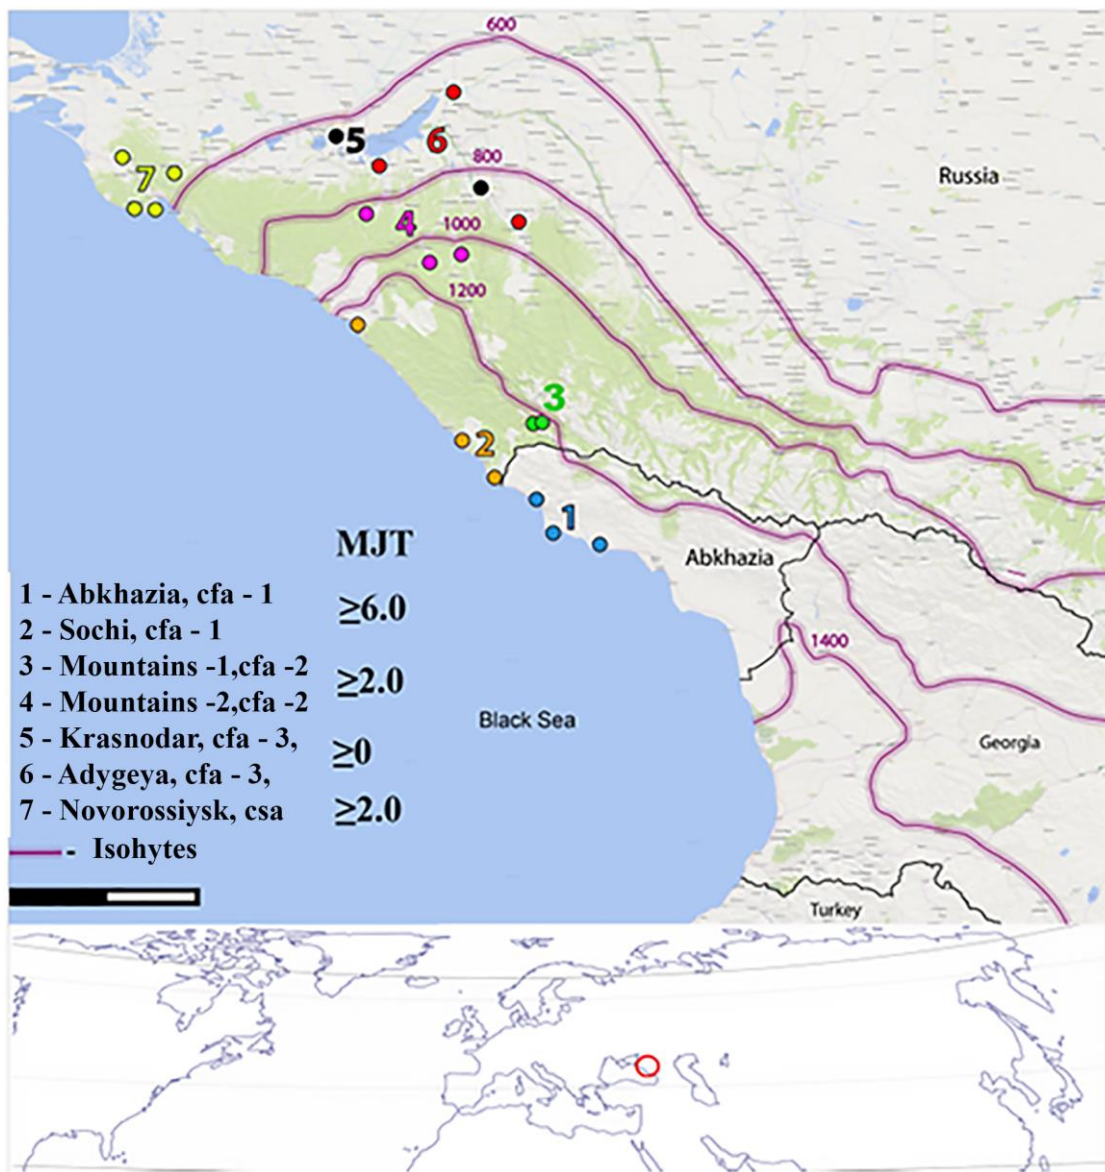 600
5
6
800
Russia
7
4
1000
1200
3
2
1
MJT
Abkhazia
1 - Abkhazia, cfa - 1
≥6.0
2 - Sochi, cfa - 1
1400
3 - Mountains -1,cfa -2
≥2.0
4 - Mountains -2,cfa -2
Black Sea
5 - Krasnodar, cfa - 3,
≥0
Georgia
6 - Adygeya, cfa - 3,
7 - Novorossiysk, csa
≥2.0
- Isohytes
Turkey